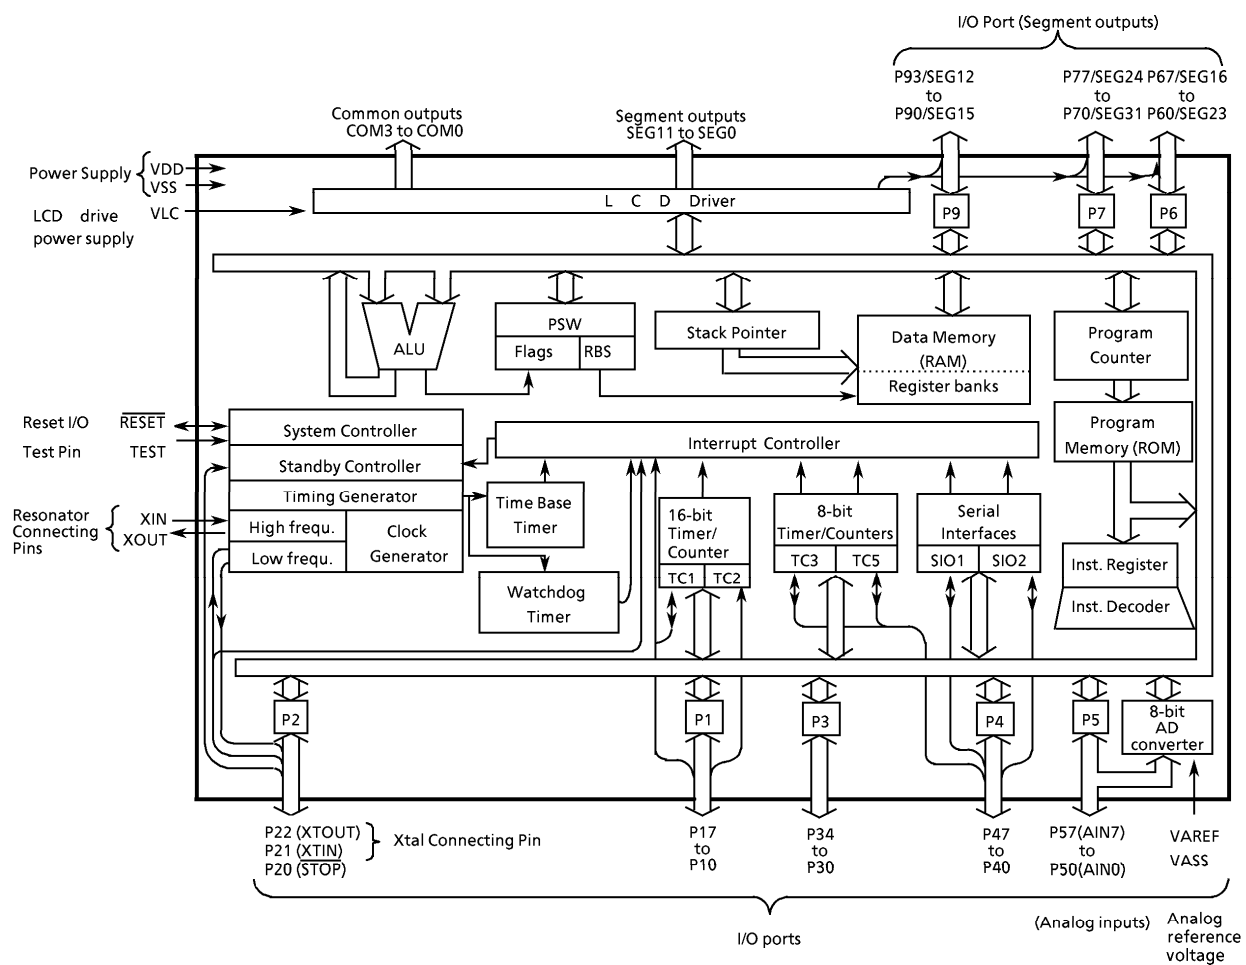 I/O Port (Segment outputs)
P93/SEG12
to
P90/SEG15
P77/SEG24
to
P70/SEG31
P67/SEG16
to
P60/SEG23
Common outputs
COM3 to COM0
Segment outputs
SEG11 to SEG0
Power Supply
VDD
VSS
LCD drive
power supply
VLC
L C D Driver
P9
P7
P6
ALU
PSW
Flags
RBS
Stack Pointer
Data Memory
(RAM)
Register banks
Program
Counter
Program
Memory (ROM)
Reset I/O
RESET
Test Pin
TEST
System Controller
Standby Controller
Timing Generator
High frequ.
Low frequ.
Clock
Generator
Resonator
Connecting
Pins
XIN
XOUT
Interrupt Controller
Time Base
Timer
Watchdog
Timer
16-bit
Timer/
Counter
TC1
TC2
8-bit
Timer/Counters
TC3
TC5
Serial
Interfaces
SIO1
SIO2
Inst. Register
Inst. Decoder
P2
P1
P3
P4
P5
8-bit
AD
converter
P22 (XTOUT)
P21 (XTIN)
P20 (STOP)
Xtal Connecting Pin
P17
to
P10
P34
to
P30
P47
to
P40
P57(AIN7)
to
P50(AIN0)
VAREF
VASS
I/O ports
(Analog inputs)
Analog
reference
voltage